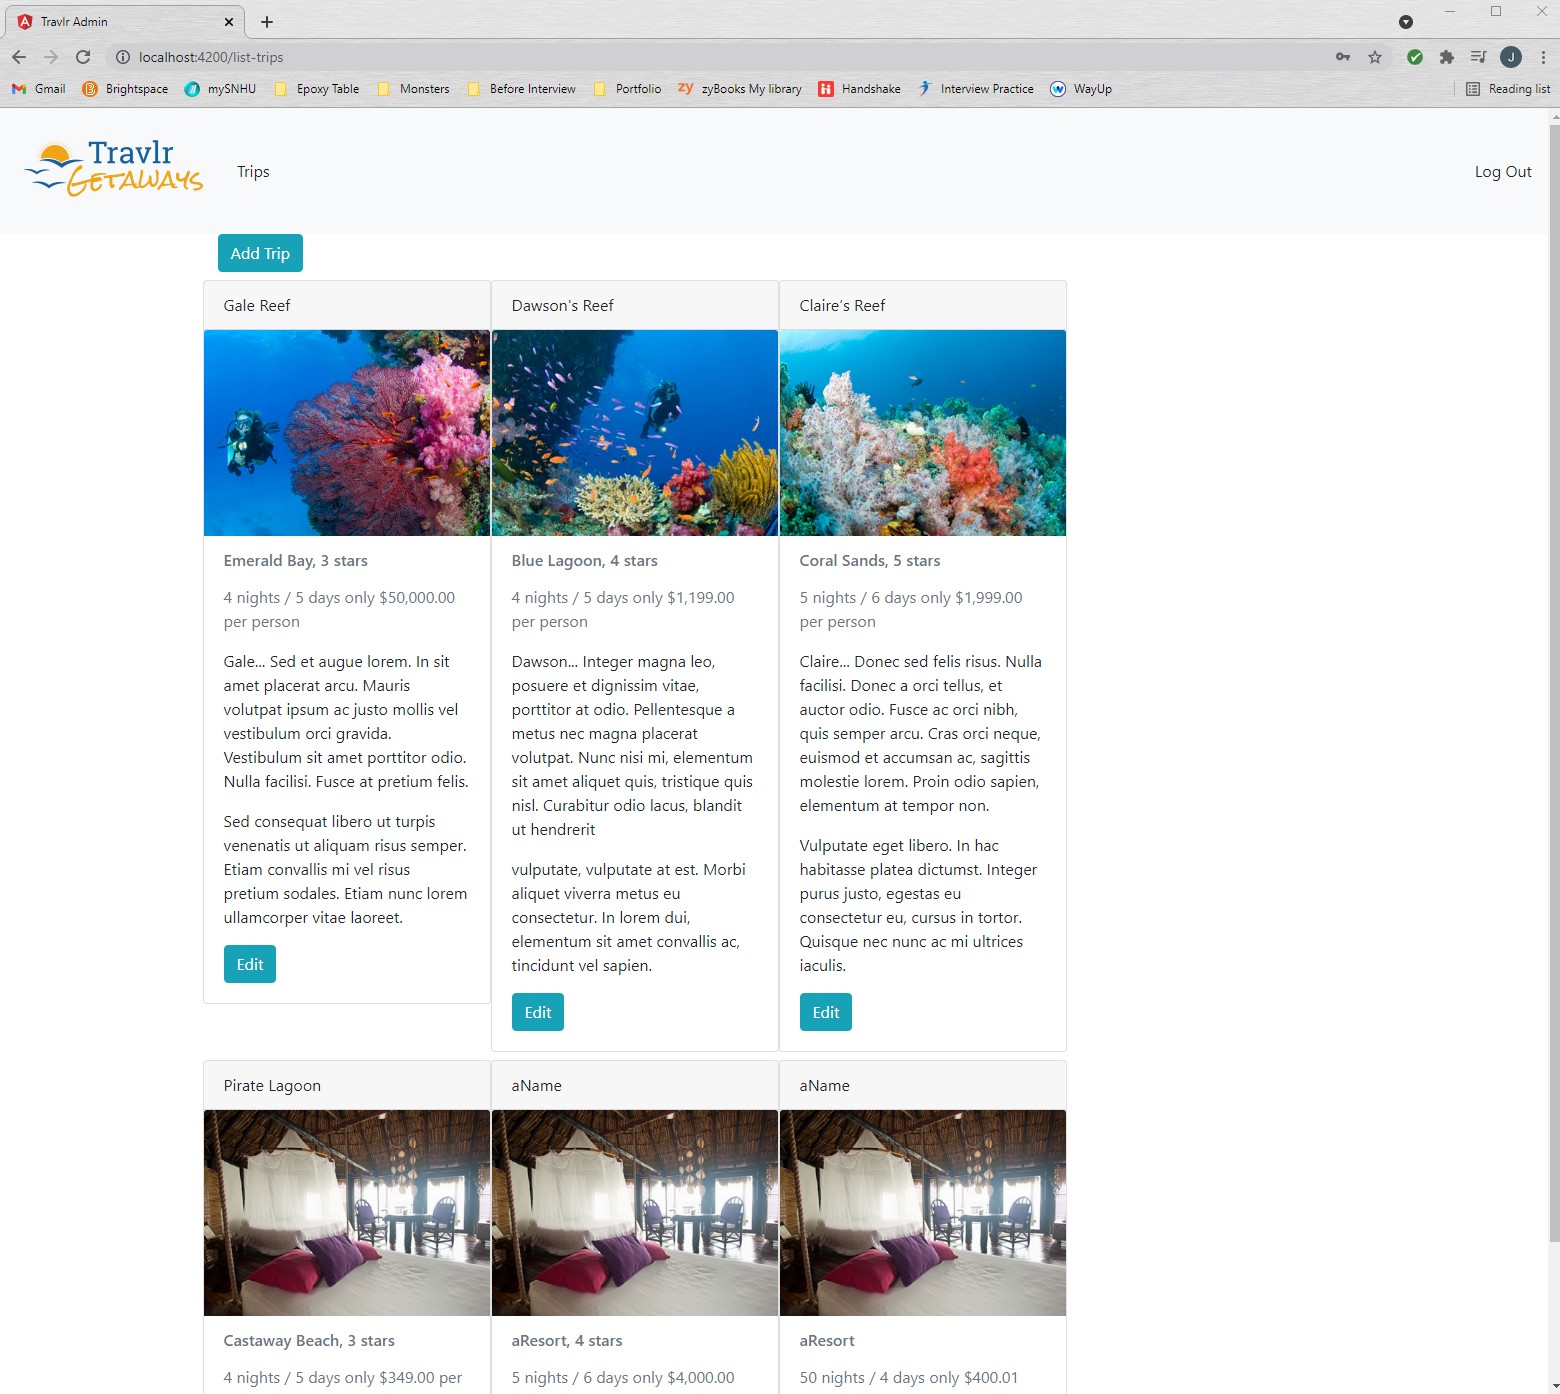 Travlr Admin
localhost:4200/list-trips
J
Gmail
Brightspace
mySNHU
Epoxy Table
Monsters
Before Interview
Portfolio
zy zyBooks My library
Handshake
Interview Practice
WayUp
Reading list
Travlr
Getaways
Trips
Log Out
Add Trip
Gale Reef
Emerald Bay, 3 stars
4 nights / 5 days only $50,000.00
per person
Gale... Sed et augue lorem. In sit
amet placerat arcu. Mauris
volutpat ipsum ac justo mollis vel
vestibulum orci gravida.
Vestibulum sit amet porttitor odio.
Nulla facilisi. Fusce at pretium felis.
Sed consequat libero ut turpis
venenatis ut aliquam risus semper.
Etiam convallis mi vel risus
pretium sodales. Etiam nunc lorem
ullamcorper vitae laoreet.
Edit
Dawson's Reef
Blue Lagoon, 4 stars
4 nights / 5 days only $1,199.00
per person
Dawson... Integer magna leo,
posuere et dignissim vitae,
porttitor at odio. Pellentesque a
metus nec magna placerat
volutpat. Nunc nisi mi, elementum
sit amet aliquet quis, tristique quis
nisl. Curabitur odio lacus, blandit
ut hendrerit
vulputate, vulputate at est. Morbi
aliquet viverra metus eu
consectetur. In lorem dui,
elementum sit amet convallis ac,
tincidunt vel sapien.
Edit
Claire's Reef
Coral Sands, 5 stars
5 nights / 6 days only $1,999.00
per person
Claire... Donec sed felis risus. Nulla
facilisi. Donec a orci tellus, et
auctor odio. Fusce ac orci nibh,
quis semper arcu. Cras orci neque,
euismod et accumsan ac, sagittis
molestie lorem. Proin odio sapien,
elementum at tempor non.
Vulputate eget libero. In hac
habitasse platea dictumst. Integer
purus justo, egestas eu
consectetur eu, cursus in tortor.
Quisque nec nunc ac mi ultrices
iaculis.
Edit
Pirate Lagoon
Castaway Beach, 3 stars
4 nights / 5 days only $349.00 per
aName
aResort, 4 stars
5 nights / 6 days only $4,000.00
aName
aResort
50 nights / 4 days only $400.01